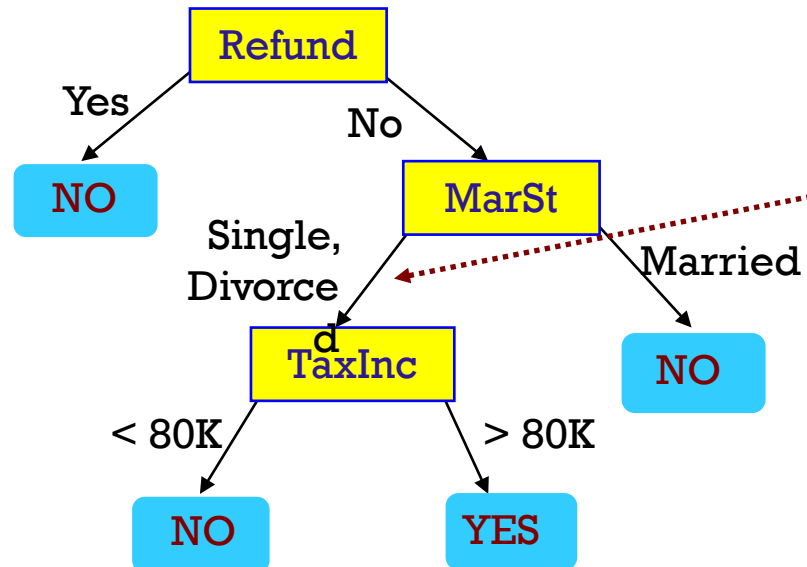 Refund
Yes
No
NO
MarSt
Single,
Divorce
d
Married
TaxInc
NO
< 80K
> 80K
NO
YES